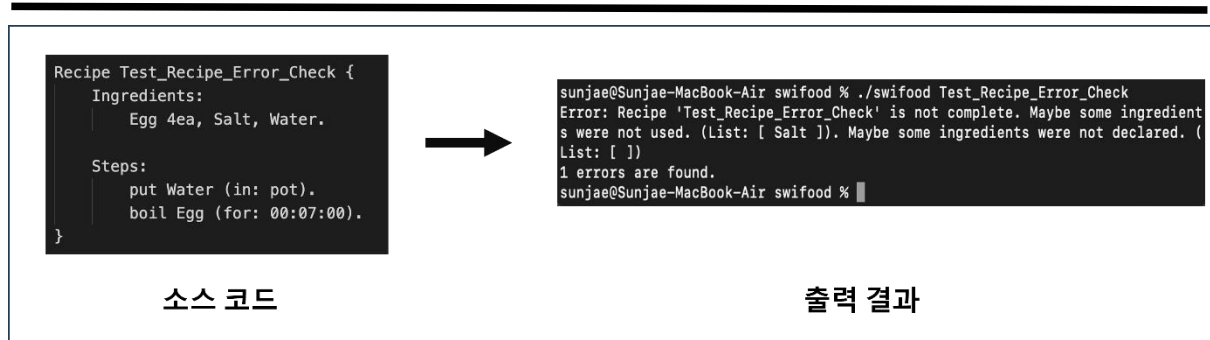 Recipe Test_Recipe_Error_Check {
Ingredients:
Egg 4ea, Salt, Water.
Steps:
put Water (in: pot).
boil Egg (for: 00:07:00).
}
소스 코드
sunjae@Sunjae-MacBook-Air swifood % ./swifood Test_Recipe_Error_Check
Error: Recipe 'Test_Recipe_Error_Check' is not complete. Maybe some ingredient
s were not used. (List: [ Salt ]). Maybe some ingredients were not declared. (
List: [ ])
1 errors are found.
sunjae@Sunjae-MacBook-Air swifood %
출력 결과